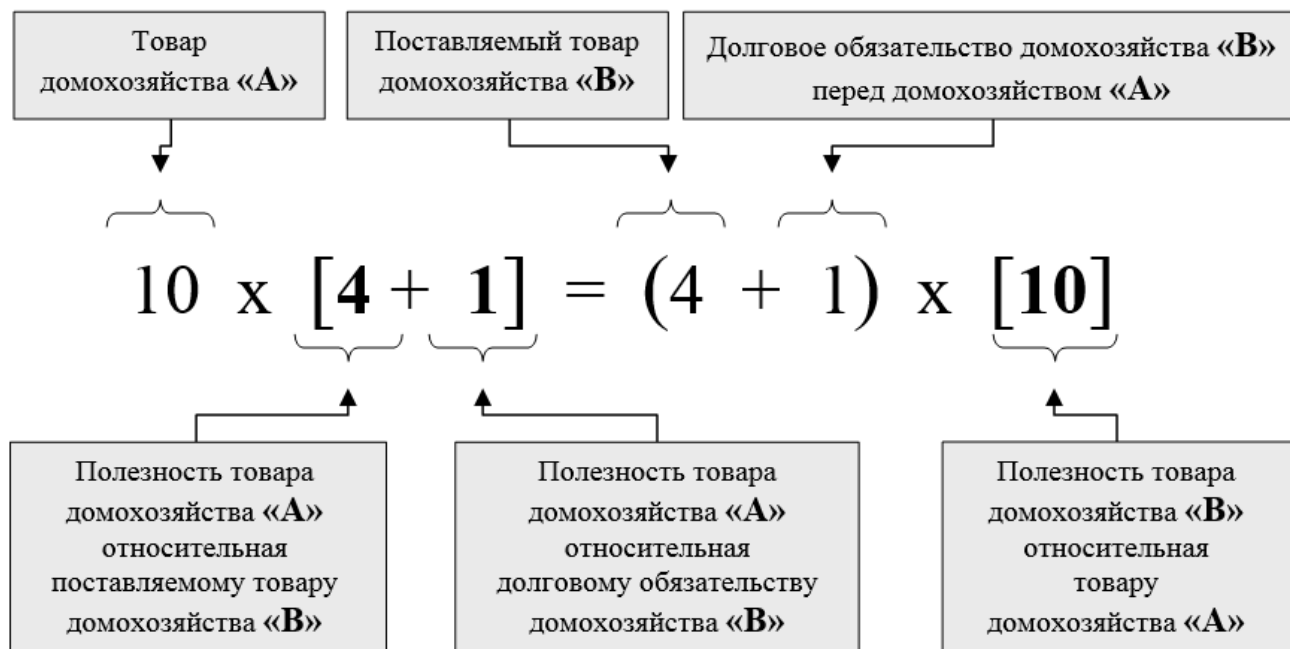 Товар
домохозяйства «А»
Поставляемый товар
домохозяйства «В»
Долговое обязательство домохозяйства «В»
перед домохозяйством «А»
10 x [4 + 1] = (4 + 1) x [10]
Полезность товара
домохозяйства «А»
относительная
поставляемому товару
домохозяйства «В»
Полезность товара
домохозяйства «А»
относительная
долговому обязательству
домохозяйства «В»
Полезность товара
домохозяйства «В»
относительная
товару
домохозяйства «А»